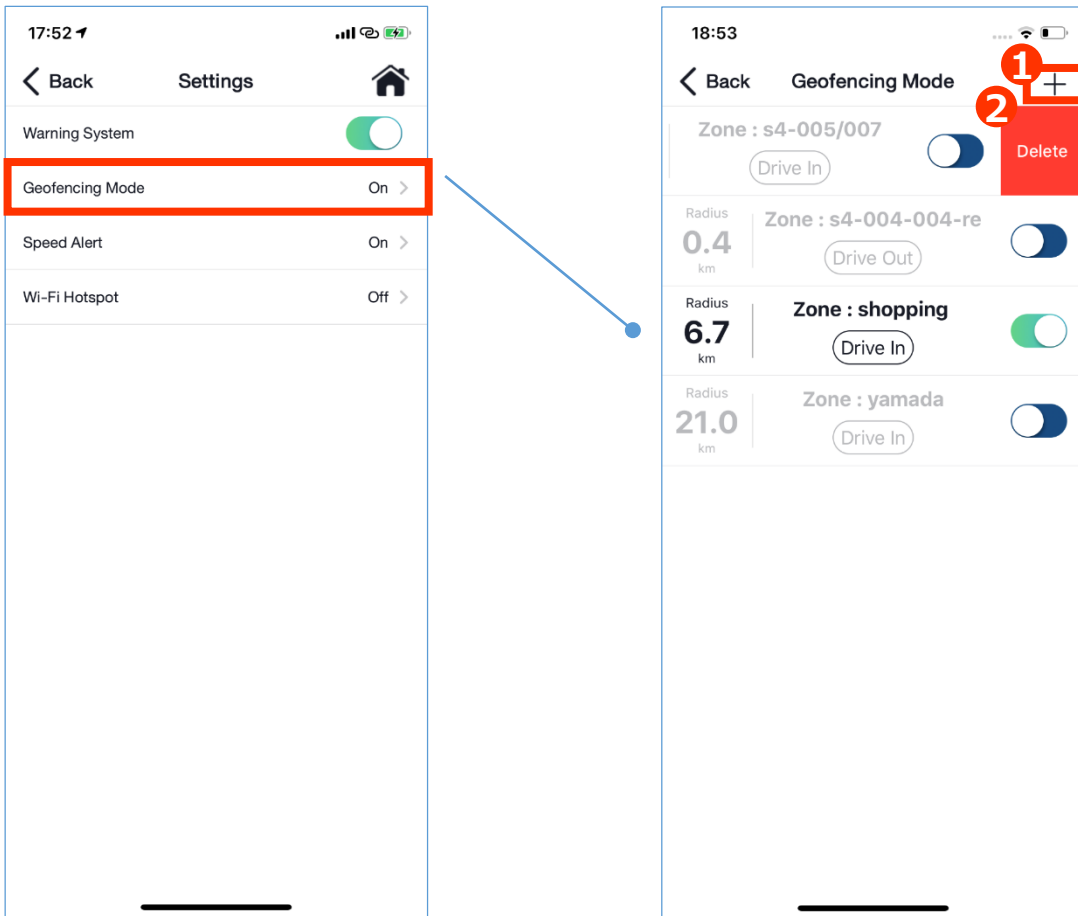 17:52
Back
Settings
Warning System
Geofencing Mode On
Speed Alert On
Wi-Fi Hotspot Off
18:53
Back
Geofencing Mode
1
2
Zone : s4-005/007
Drive In
Delete
Radius
0.4
km
Zone : s4-004-004-re
Drive Out
Radius
6.7
km
Zone : shopping
Drive In
Radius
21.0
km
Zone : yamada
Drive In